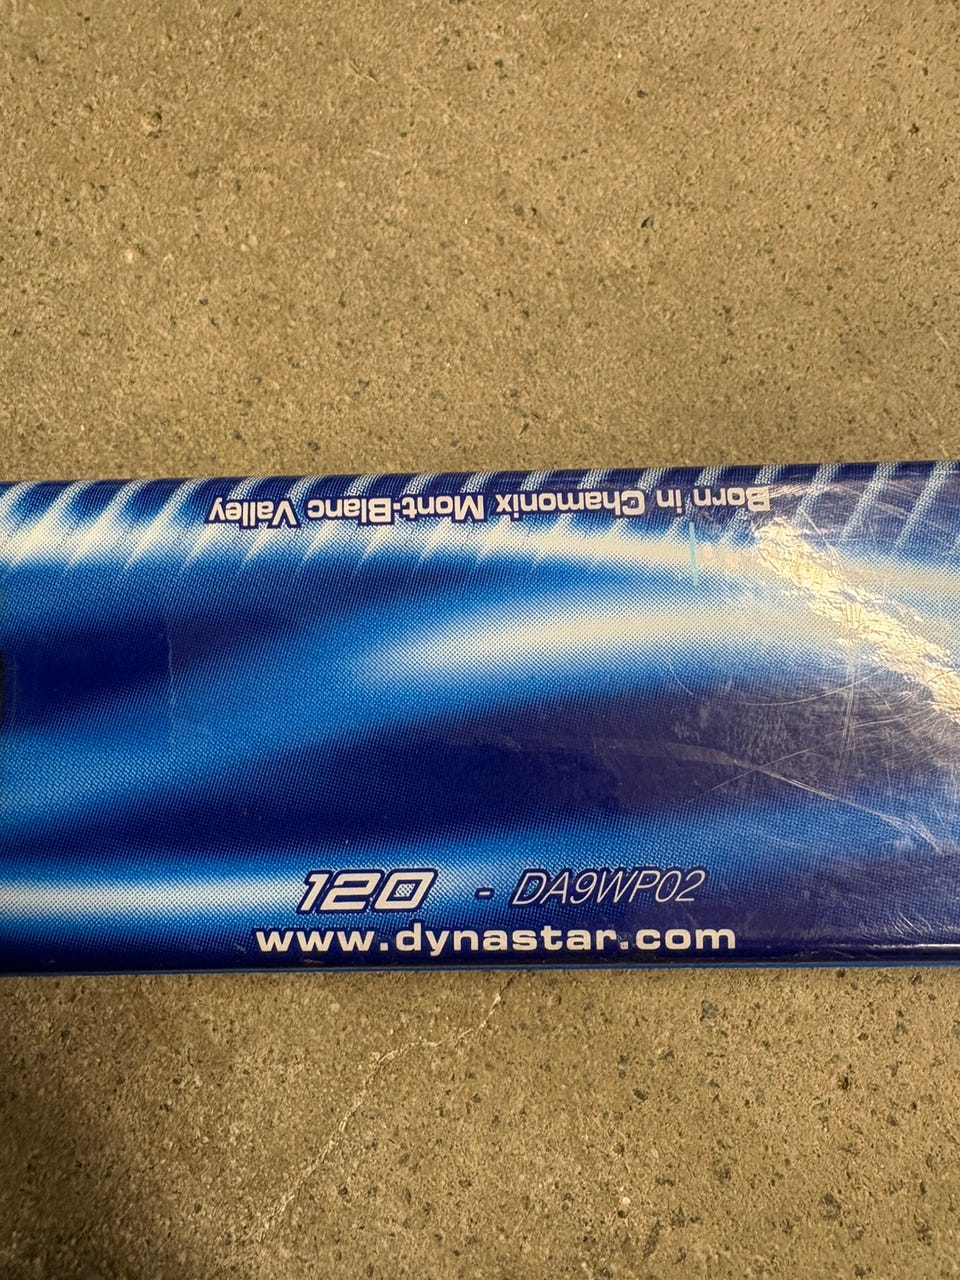 Born in Chamonix Mont-Blanc Valley
120 - DA9WP02
www.dynastar.com